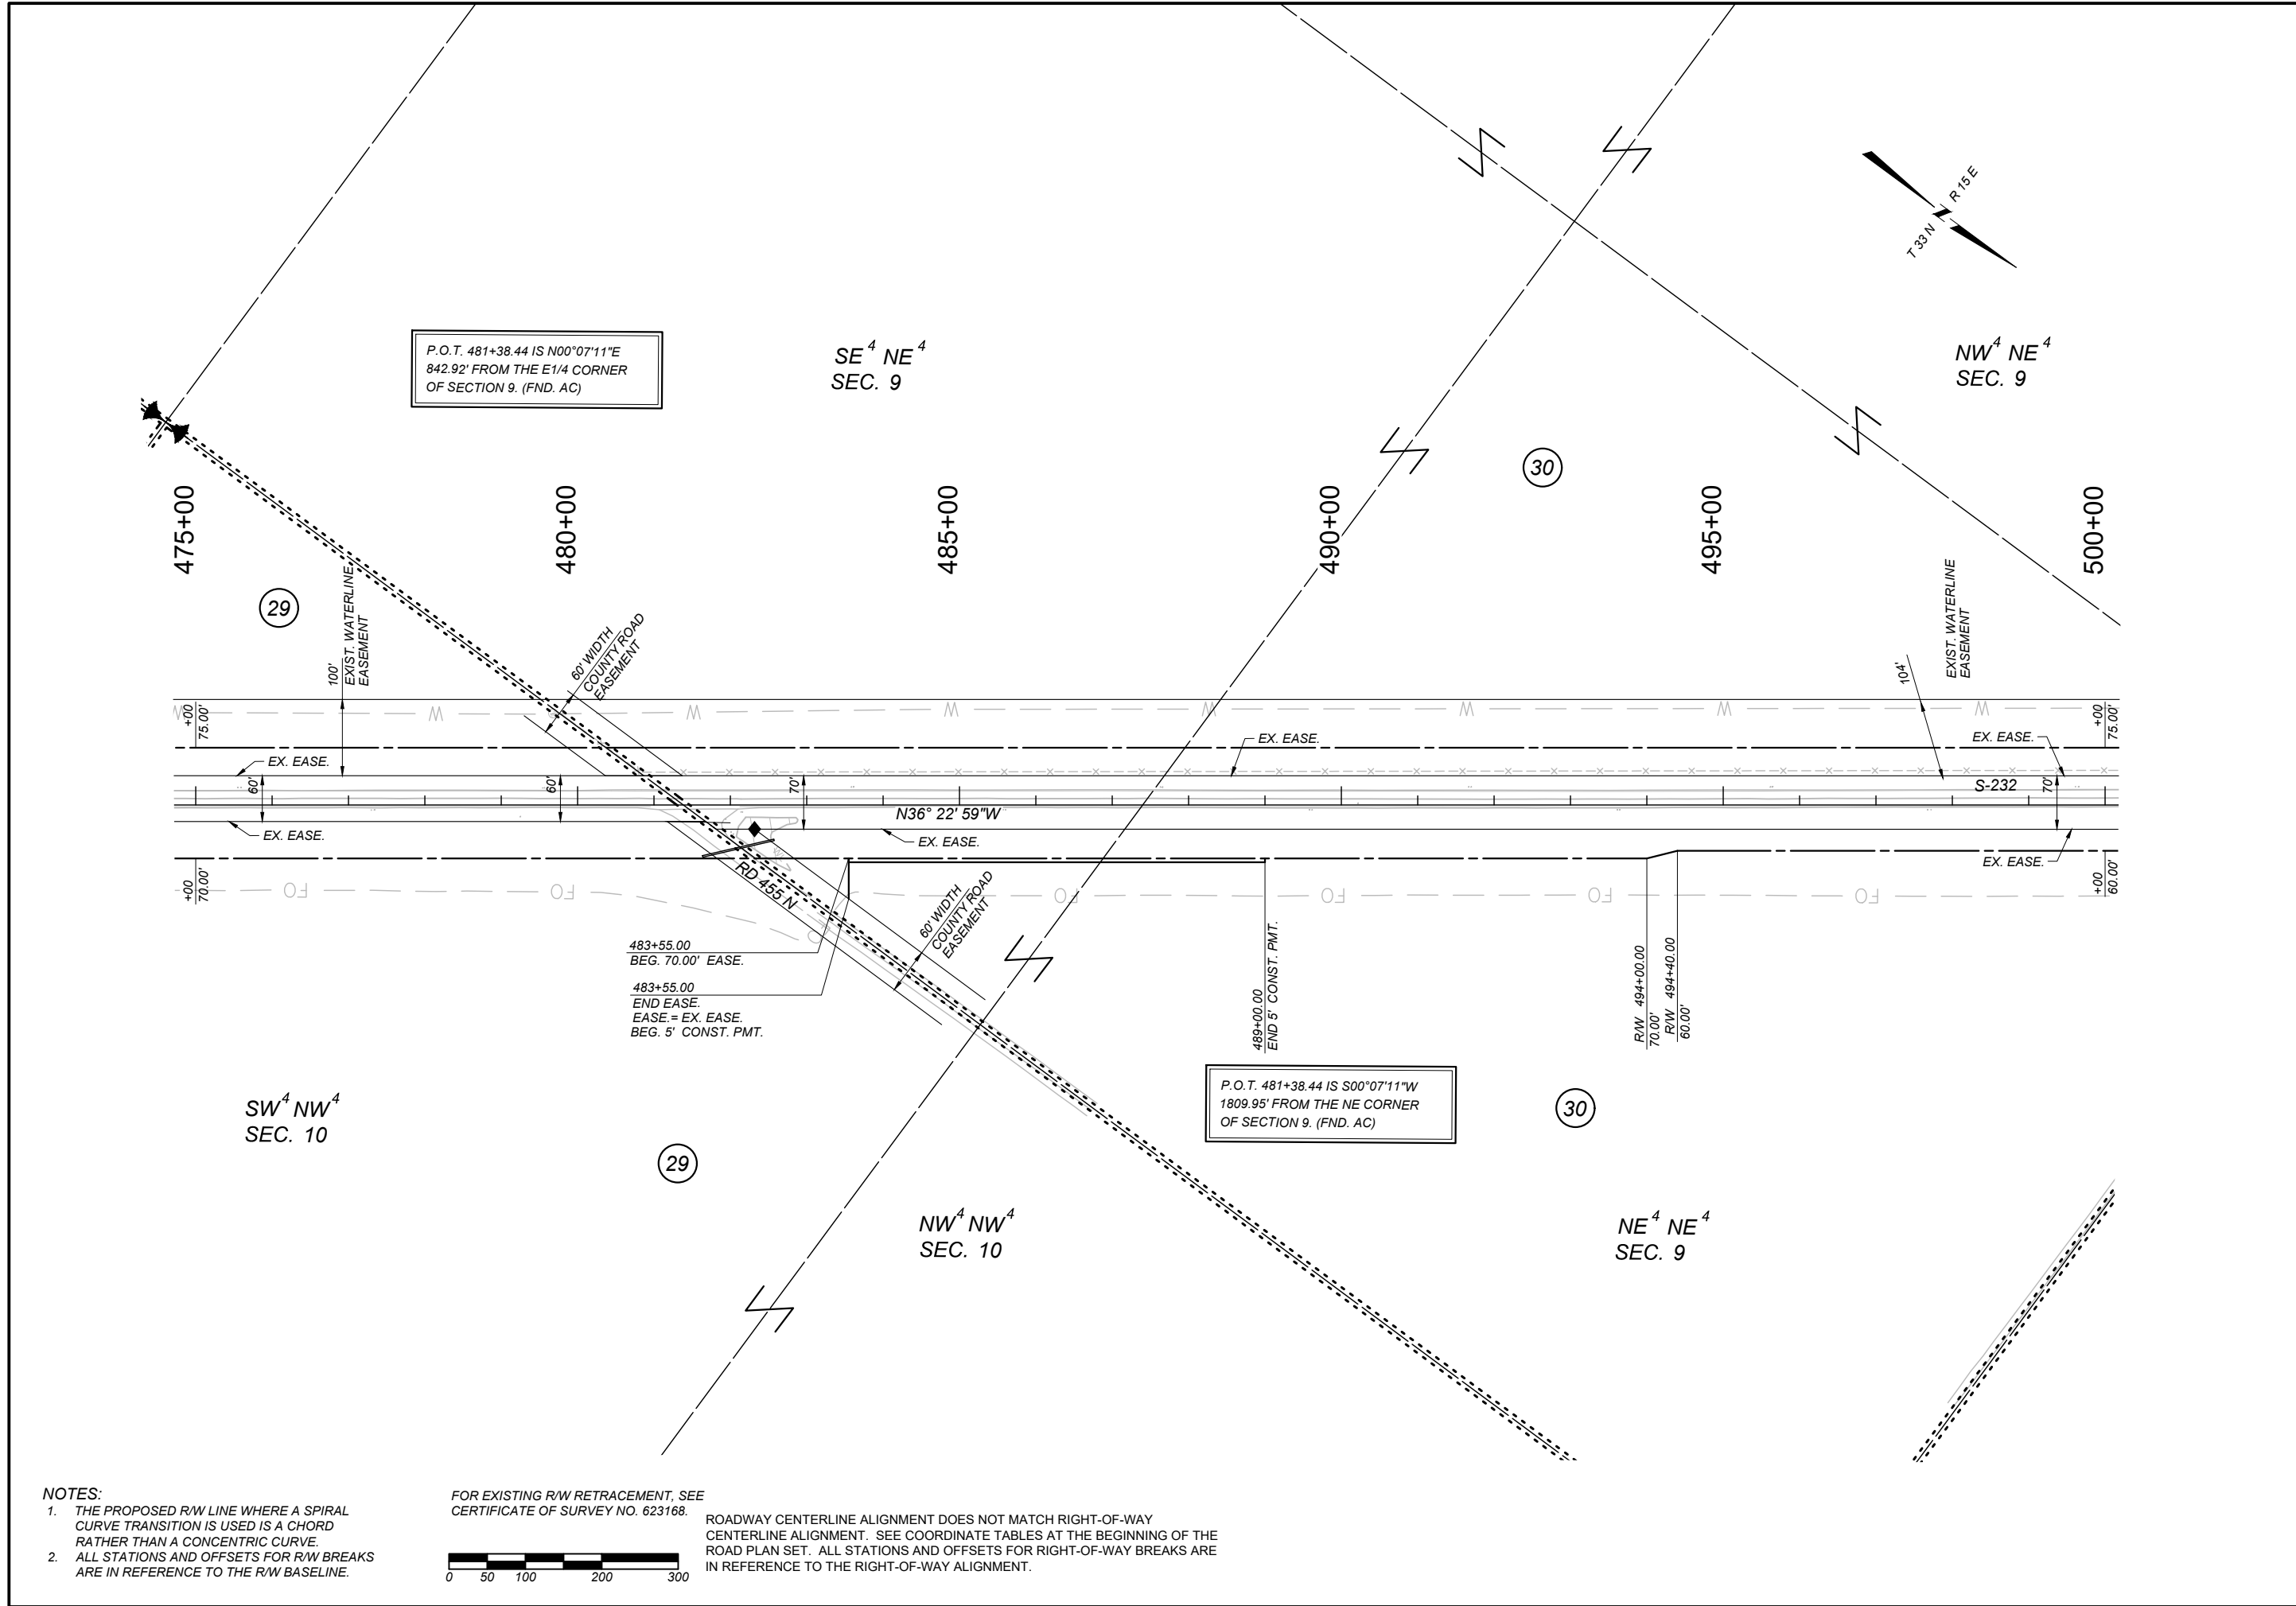 R 15 E
T 33 N
P.O.T. 481+38.44 IS N00°07'11"E
842.92' FROM THE E1/4 CORNER
OF SECTION 9. (FND. AC)
SE⁴ NE⁴
SEC. 9
NW⁴ NE⁴
SEC. 9
30
475+00
480+00
485+00
490+00
495+00
500+00
29
100'
EXIST. WATERLINE
EASEMENT
60' WIDTH
COUNTY ROAD
EASEMENT
104'
EXIST. WATERLINE
EASEMENT
+00
75.00'
W
W
W
W
W
W
W
W
+00
75.00'
EX. EASE.
EX. EASE.
EX. EASE.
60'
60'
70'
S-232
70'
N36° 22' 59"W
EX. EASE.
EX. EASE.
EX. EASE.
RD 455 N
+00
70.00'
FO
FO
FO
FO
FO
FO
+00
60.00'
60' WIDTH
COUNTY ROAD
EASEMENT
483+55.00
BEG. 70.00' EASE.
483+55.00
END EASE.
EASE.= EX. EASE.
BEG. 5' CONST. PMT.
489+00.00
END 5' CONST. PMT.
R/W 494+00.00
70.00'
R/W 494+40.00
60.00'
P.O.T. 481+38.44 IS S00°07'11"W
1809.95' FROM THE NE CORNER
OF SECTION 9. (FND. AC)
SW⁴ NW⁴
SEC. 10
30
29
NW⁴ NW⁴
SEC. 10
NE⁴ NE⁴
SEC. 9
NOTES:
1. THE PROPOSED R/W LINE WHERE A SPIRAL
CURVE TRANSITION IS USED IS A CHORD
RATHER THAN A CONCENTRIC CURVE.
2. ALL STATIONS AND OFFSETS FOR R/W BREAKS
ARE IN REFERENCE TO THE R/W BASELINE.
FOR EXISTING R/W RETRACEMENT, SEE
CERTIFICATE OF SURVEY NO. 623168.
0 50 100 200 300
ROADWAY CENTERLINE ALIGNMENT DOES NOT MATCH RIGHT-OF-WAY
CENTERLINE ALIGNMENT. SEE COORDINATE TABLES AT THE BEGINNING OF THE
ROAD PLAN SET. ALL STATIONS AND OFFSETS FOR RIGHT-OF-WAY BREAKS ARE
IN REFERENCE TO THE RIGHT-OF-WAY ALIGNMENT.